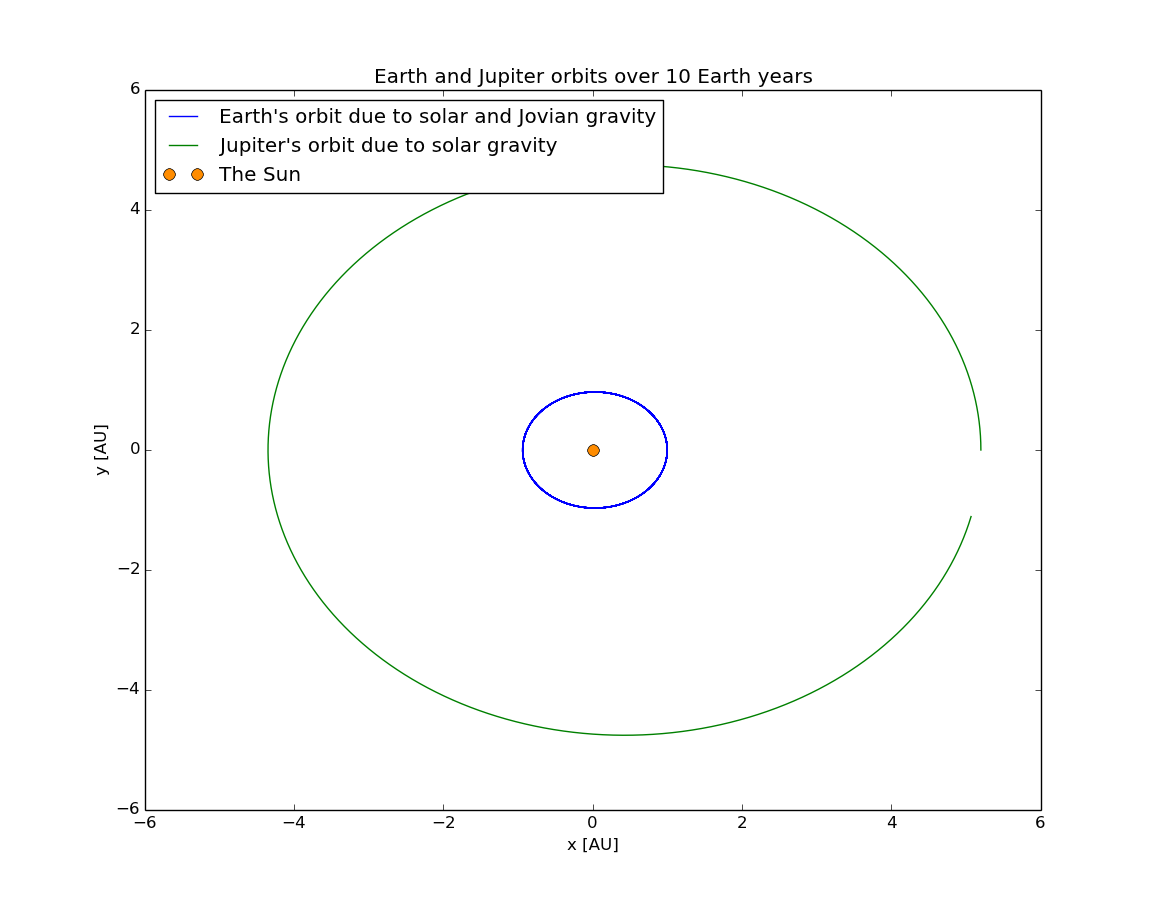 Earth and Jupiter orbits over 10 Earth years
Earth's orbit due to solar and Jovian gravity
Jupiter's orbit due to solar gravity
The Sun
6
4
2
0
−2
−4
−6
y [AU]
−6 −4 −2 0 2 4 6
x [AU]